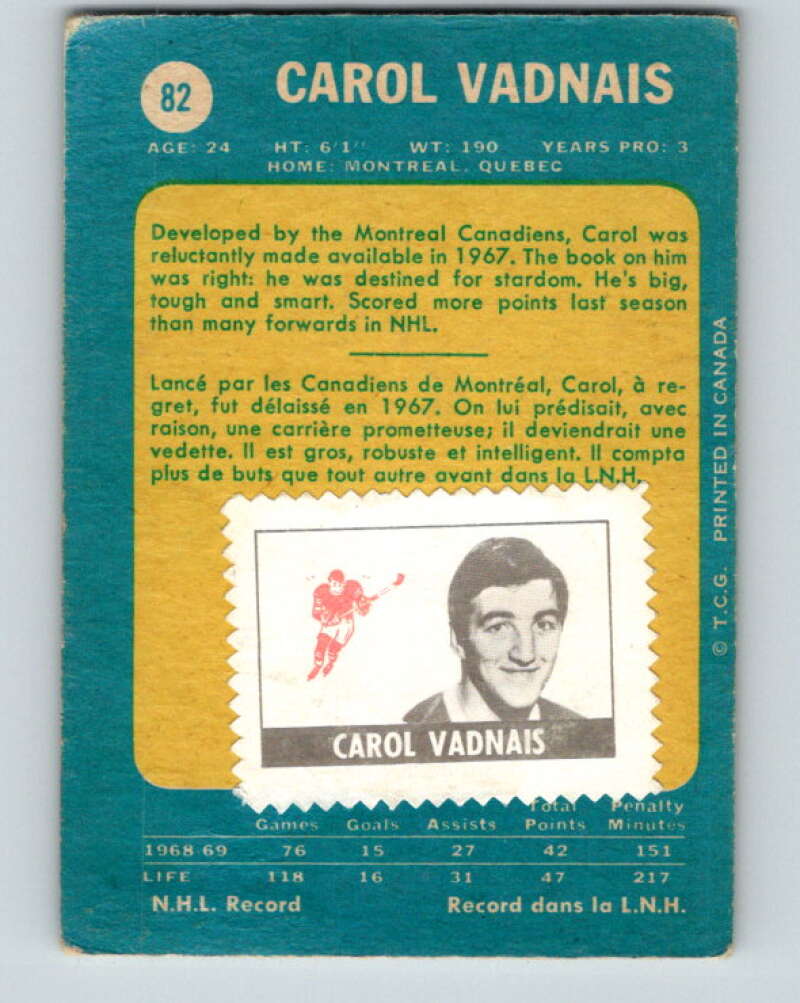 82
CAROL VADNAIS
AGE: 24 HT: 6'1" WT: 190 YEARS PRO: 3
HOME: MONTREAL, QUEBEC
Developed by the Montreal Canadiens, Carol was
reluctantly made available in 1967. The book on him
was right: he was destined for stardom. He's big,
tough and smart. Scored more points last season
than many forwards in NHL.
Lancé par les Canadiens de Montréal, Carol, à re-
gret, fut délaissé en 1967. On lui prédisait, avec
raison, une carrière prometteuse; il deviendrait une
vedette. Il est gros, robuste et intelligent. Il compta
plus de buts que tout autre avant dans la L.N.H.
© T.C.G. PRINTED IN CANADA
CAROL VADNAIS
Total Penalty
Games Goals Assists Points Minutes
1968 69 76 15 27 42 151
LIFE 118 16 31 47 217
N.H.L. Record Record dans la L.N.H.